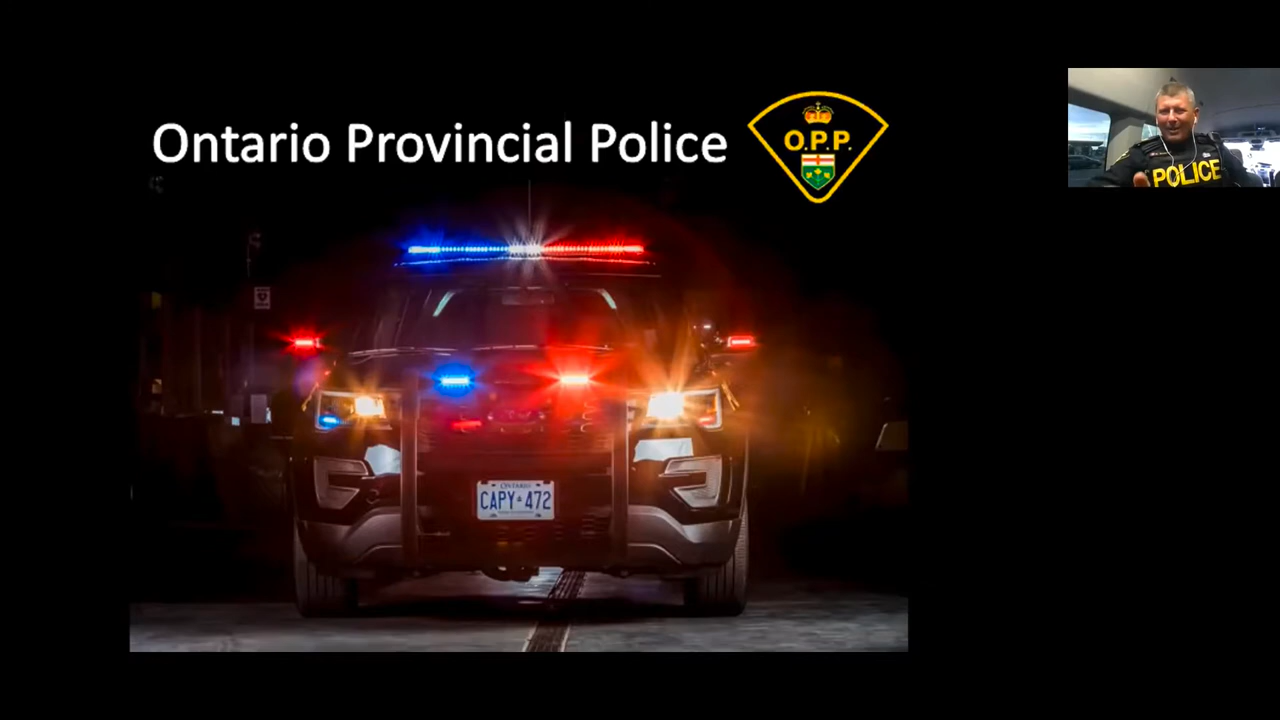 Ontario Provincial Police
O.P.P.
POLICE
ONTARIO
CAPY 472